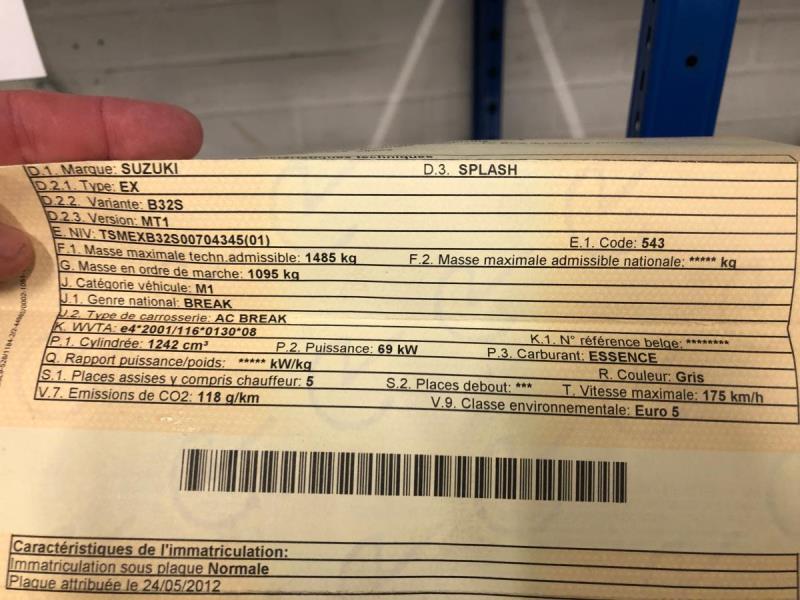 D.1. Marque: SUZUKI D.3. SPLASH
D.2.1. Type: EX
D.2.2. Variante: B32S
D.2.3. Version: MT1
E. NIV: TSMEXB32S00704345(01) E.1. Code: 543
F.1. Masse maximale techn.admissible: 1485 kg F.2. Masse maximale admissible nationale: ***** kg
G. Masse en ordre de marche: 1095 kg
J. Catégorie véhicule: M1
J.1. Genre national: BREAK
J.2. Type de carrosserie: AC BREAK
K. WVTA: e4*2001/116*0130*08 K.1. N° référence belge: ********
P.1. Cylindrée: 1242 cm³ P.2. Puissance: 69 kW P.3. Carburant: ESSENCE
Q. Rapport puissance/poids: ***** kW/kg R. Couleur: Gris
S.1. Places assises y compris chauffeur: 5 S.2. Places debout: *** T. Vitesse maximale: 175 km/h
V.7. Emissions de CO2: 118 g/km V.9. Classe environnementale: Euro 5
Caractéristiques de l'immatriculation:
Immatriculation sous plaque Normale
Plaque attribuée le 24/05/2012